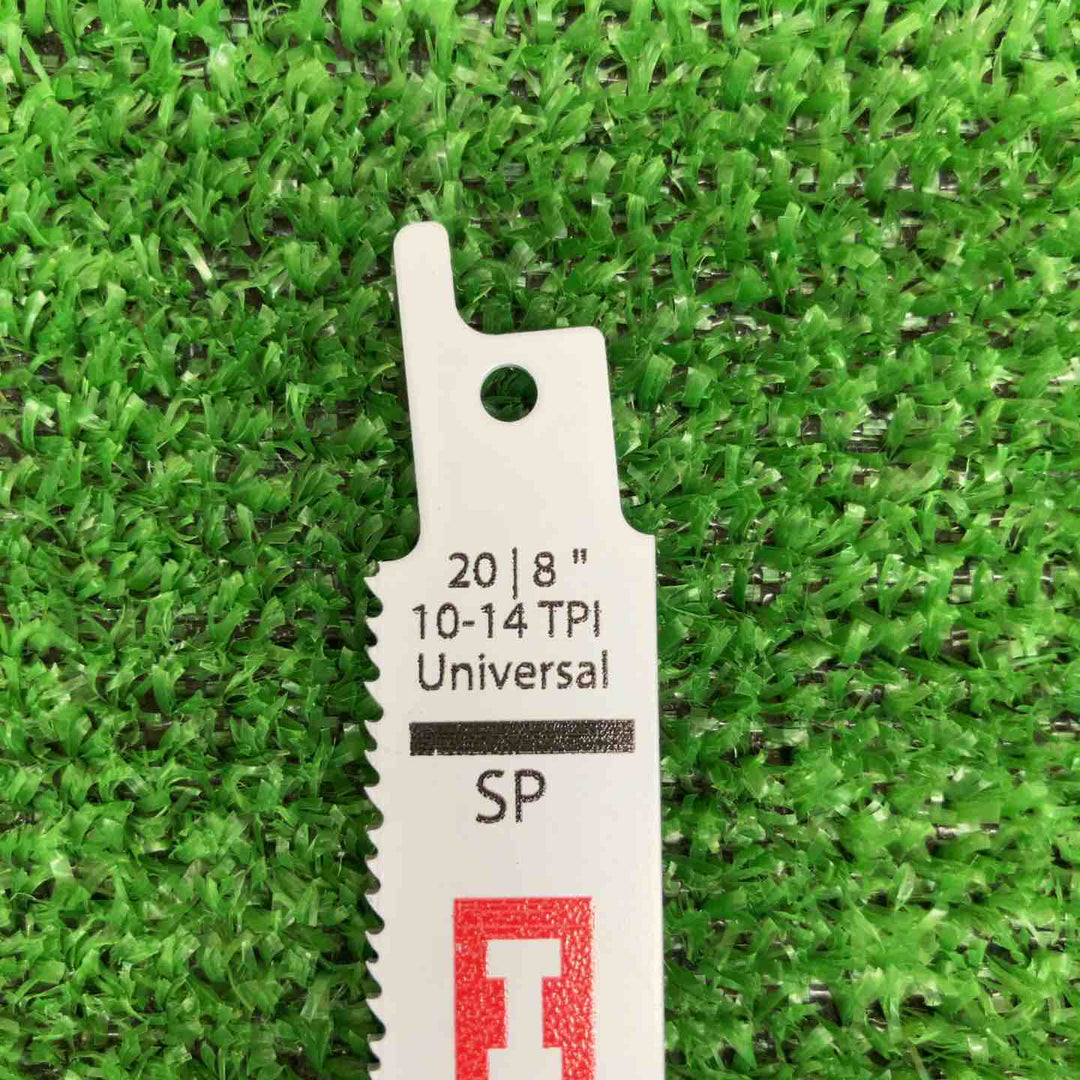 20 | 8 "
10-14 TPI
Universal
SP